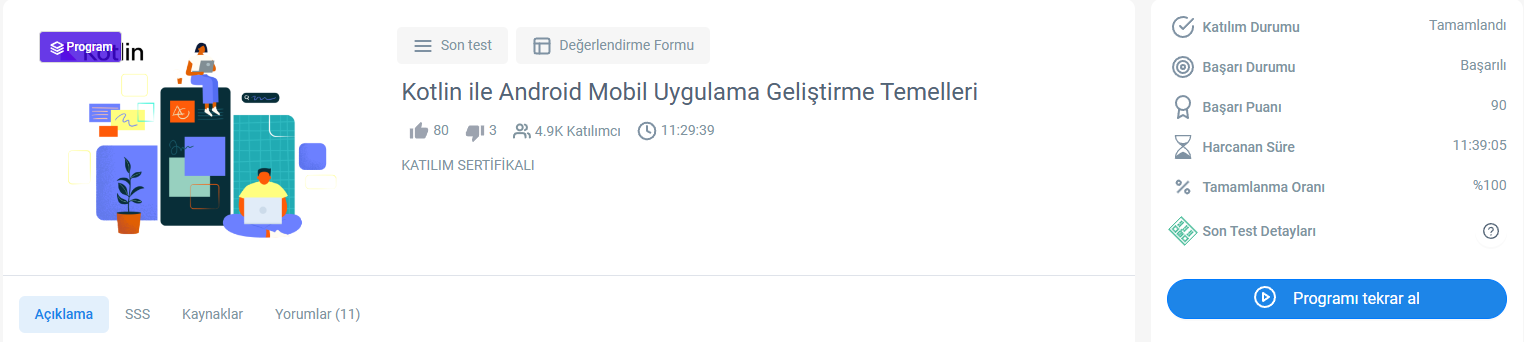 Program
Kotlin
Son test
Değerlendirme Formu
Kotlin ile Android Mobil Uygulama Geliştirme Temelleri
80
3
4.9K Katılımcı
11:29:39
KATILIM SERTİFİKALI
Açıklama
SSS
Kaynaklar
Yorumlar (11)
Katılım Durumu
Tamamlandı
Başarı Durumu
Başarılı
Başarı Puanı
90
Harcanan Süre
11:39:05
Tamamlanma Oranı
%100
Son Test Detayları
Programı tekrar al